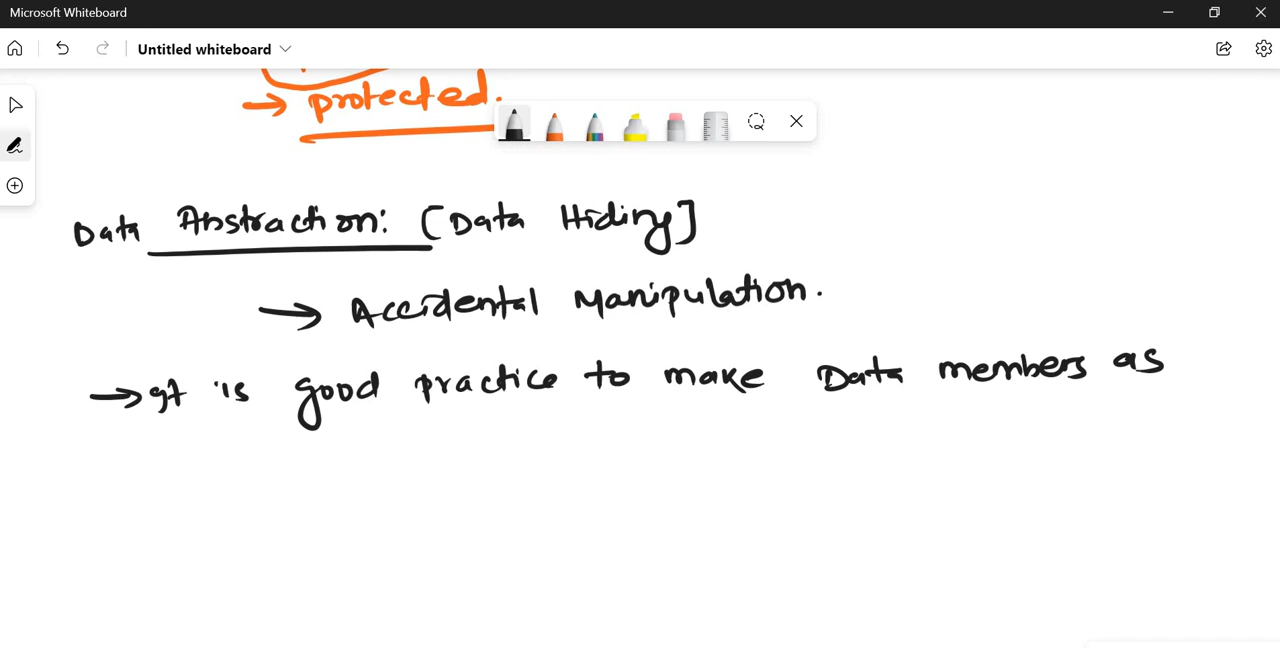 Microsoft Whiteboard
Untitled whiteboard
→ protected.
Data Abstraction: [Data Hiding]
→ Accidental Manipulation.
→ It is good practice to make Data members as